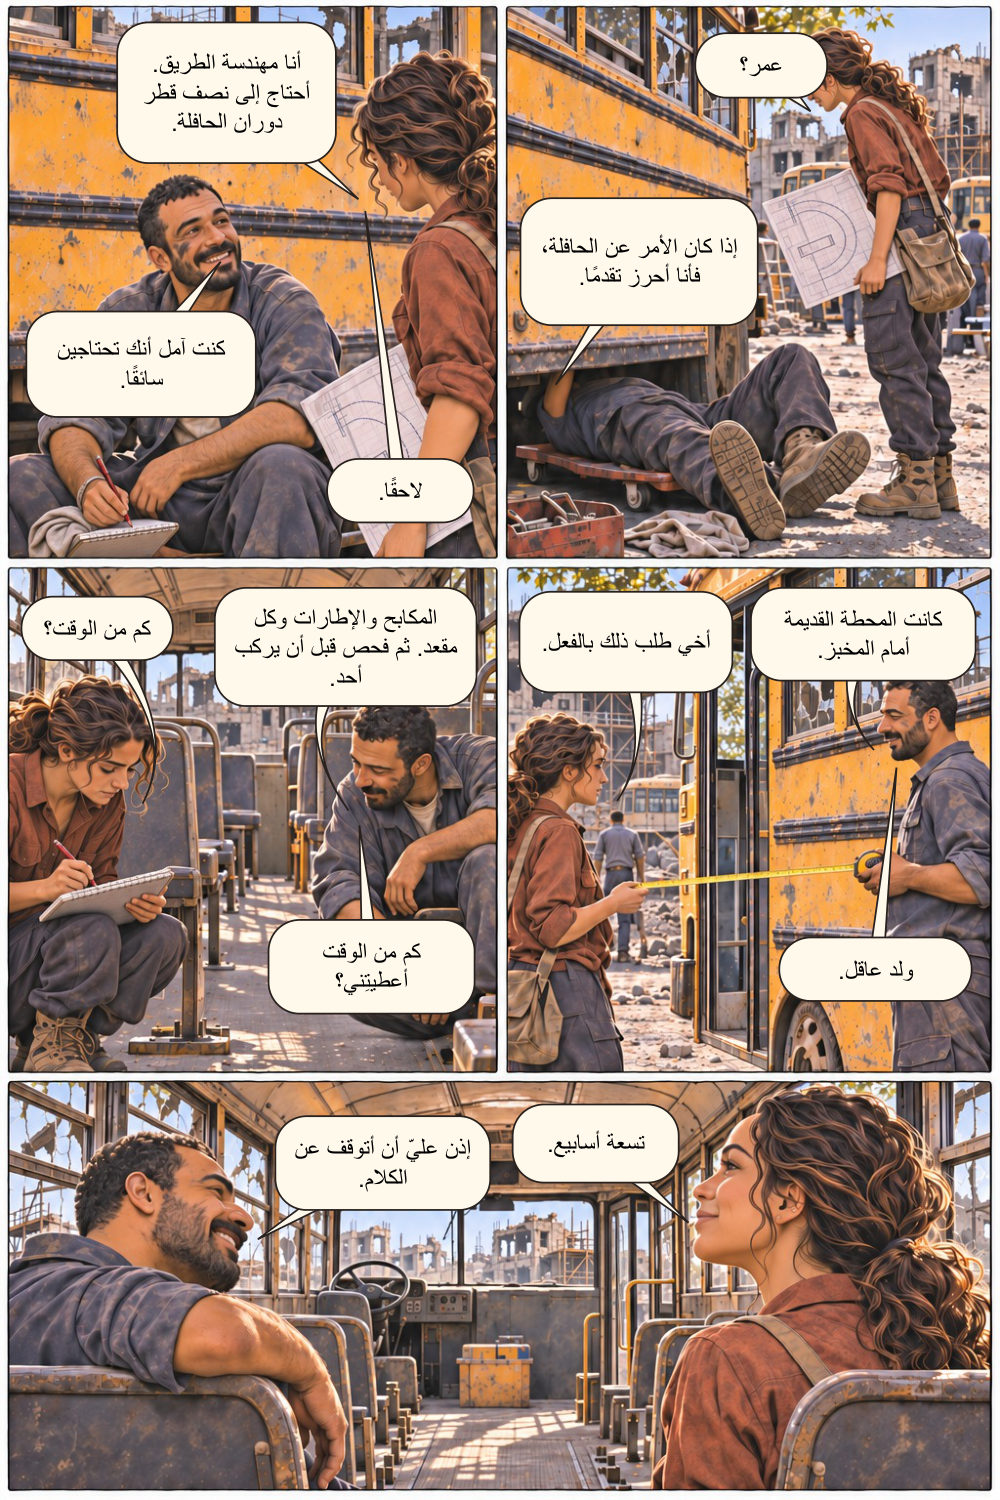 عمر؟
إذا كان الأمر عن الحافلة،
فأنا أحرز تقدمًا.
أنا مهندسة الطريق.
أحتاج إلى نصف قطر
دوران الحافلة.
كنت آمل أنك تحتاجين
سائقًا.
لاحقًا.
كانت المحطة القديمة
أمام المخبز.
أخي طلب ذلك بالفعل.
ولد عاقل.
المكابح والإطارات وكل
مقعد. ثم فحص قبل أن يركب
أحد.
كم من الوقت؟
كم من الوقت
أعطيتِني؟
تسعة أسابيع.
إذن عليّ أن أتوقف عن
الكلام.